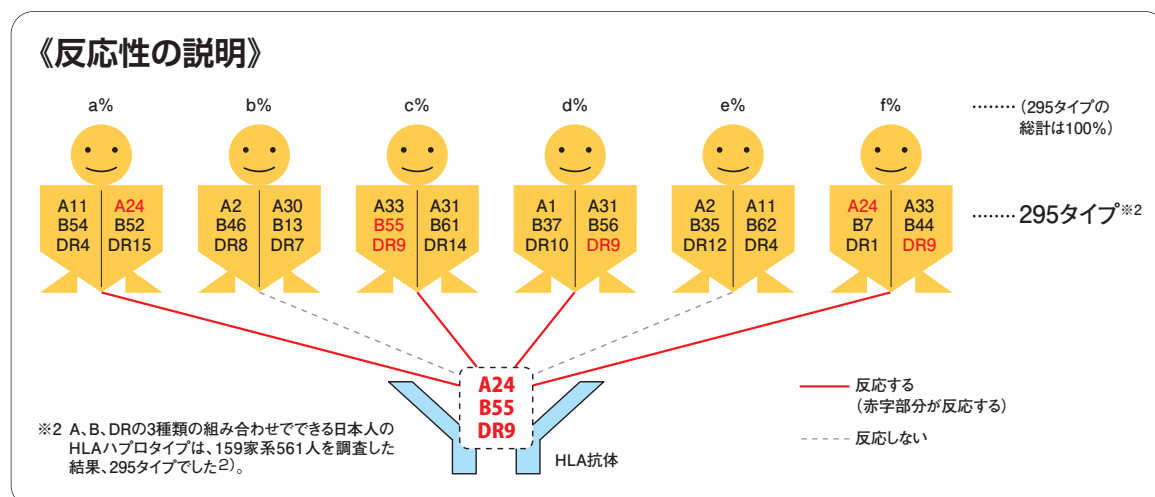 《反応性の説明》
a% b% c% d% e% f% ········ (295タイプの
総計は100%)
A11 A24 A2 A30 A33 A31 A1 A31 A2 A11 A24 A33
B54 B52 B46 B13 B55 B61 B37 B56 B35 B62 B7 B44
DR4 DR15 DR8 DR7 DR9 DR14 DR10 DR9 DR12 DR4 DR1 DR9
········ 295タイプ※2
A24
B55
DR9
HLA抗体
反応する
(赤字部分が反応する)
反応しない
※2 A、B、DRの3種類の組み合わせでできる日本人の
HLAハプロタイプは、159家系561人を調査した
結果、295タイプでした2)。